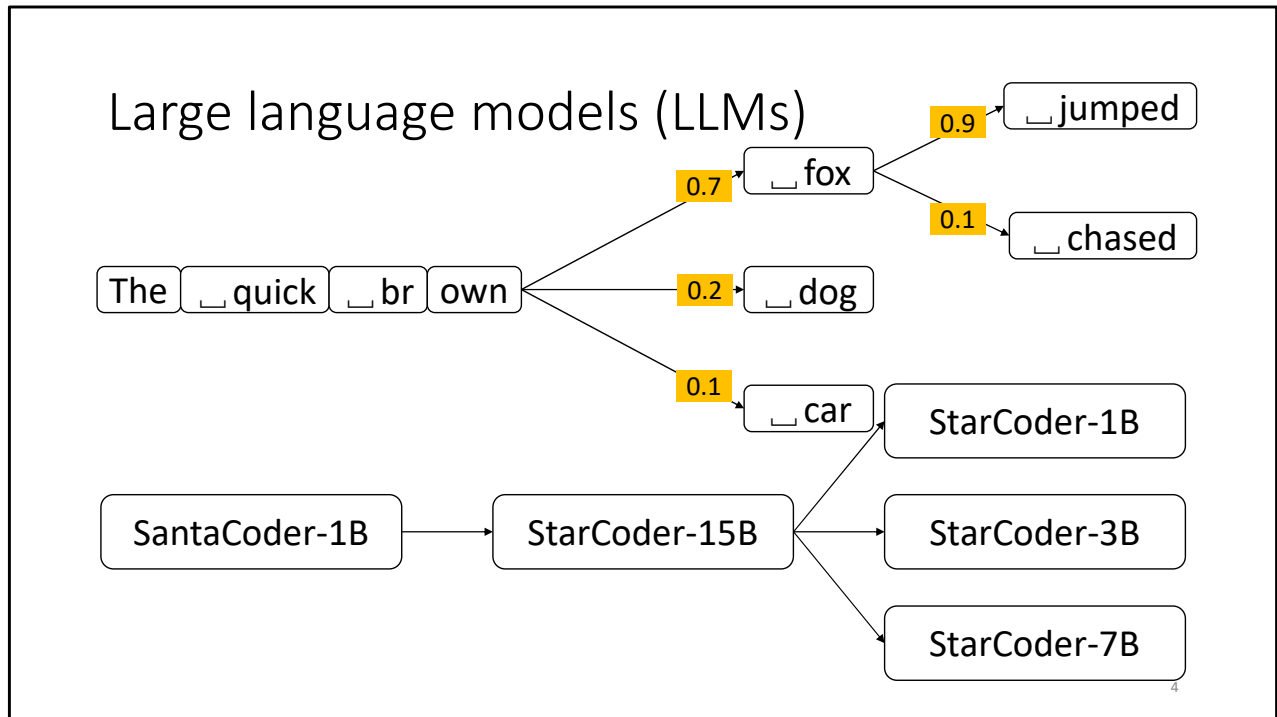 Large language models (LLMs)
⎵jumped
0.9
⎵fox
0.7
0.1
⎵chased
The ⎵quick ⎵br own
0.2
⎵dog
0.1
⎵car
StarCoder-1B
SantaCoder-1B
StarCoder-15B
StarCoder-3B
StarCoder-7B
4